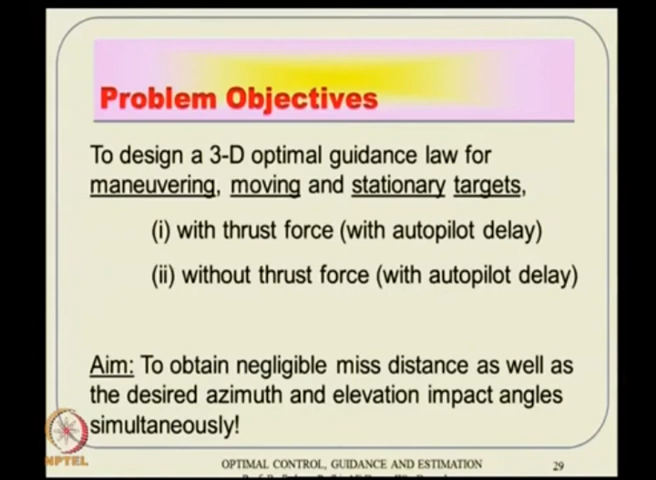 Problem Objectives
To design a 3-D optimal guidance law for
maneuvering, moving and stationary targets,
(i) with thrust force (with autopilot delay)
(ii) without thrust force (with autopilot delay)
Aim: To obtain negligible miss distance as well as
the desired azimuth and elevation impact angles
simultaneously!
NPTEL
OPTIMAL CONTROL, GUIDANCE AND ESTIMATION
29